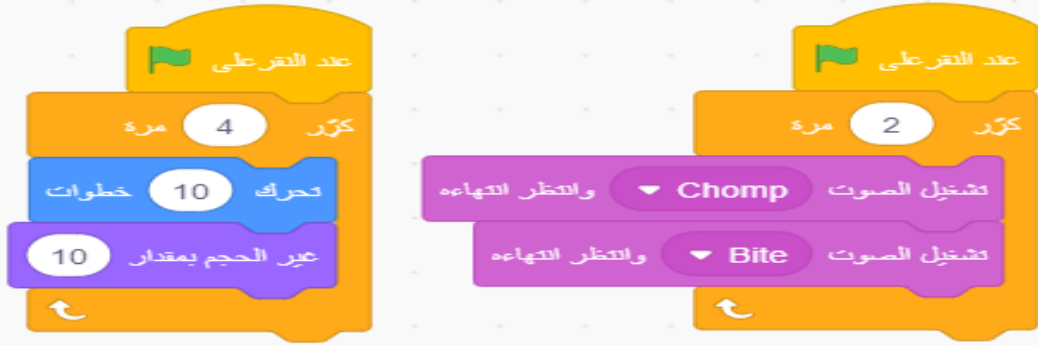 عند النقر على
كرّر 2 مرة
تشغيل الصوت Chomp وانتظر انتهاءه
تشغيل الصوت Bite وانتظر انتهاءه
عند النقر على
كرّر 4 مرة
تحرك 10 خطوات
غير الحجم بمقدار 10